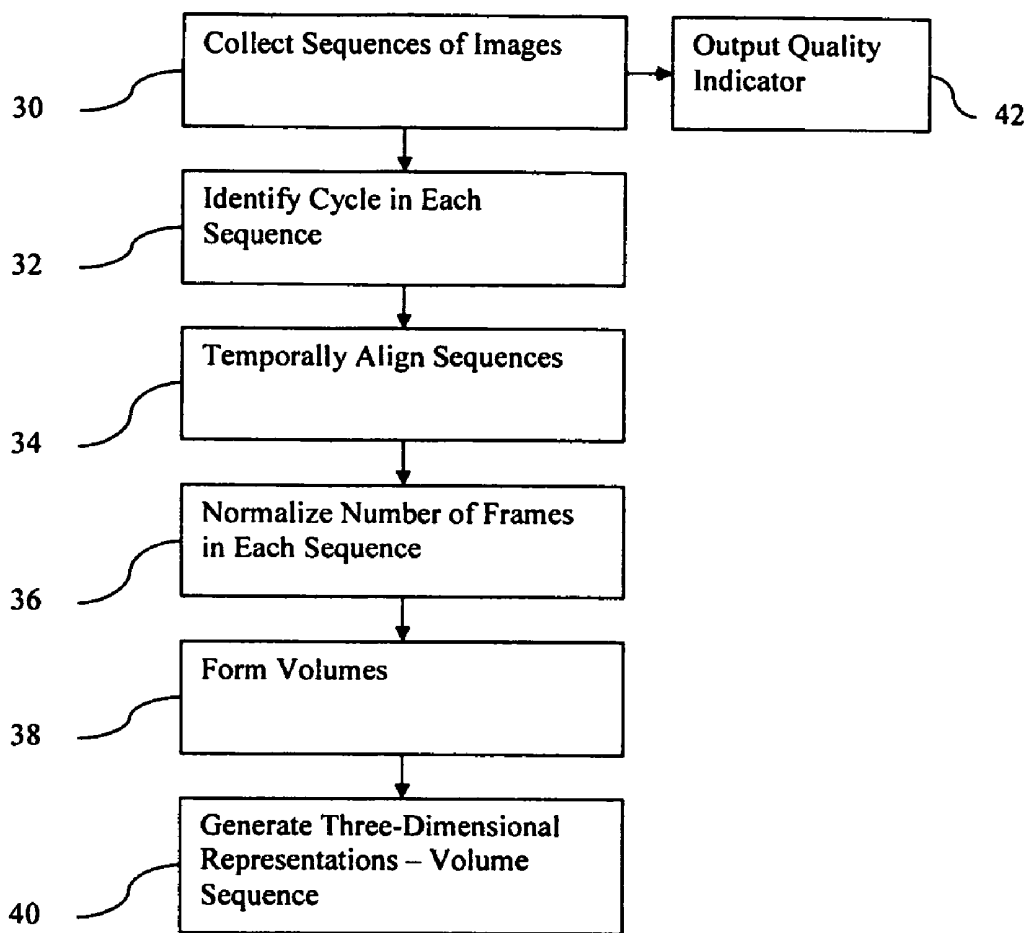 Collect Sequences of Images
Output Quality
Indicator
30
42
Identify Cycle in Each
Sequence
32
Temporally Align Sequences
34
Normalize Number of Frames
in Each Sequence
36
Form Volumes
38
Generate Three-Dimensional
Representations – Volume
Sequence
40